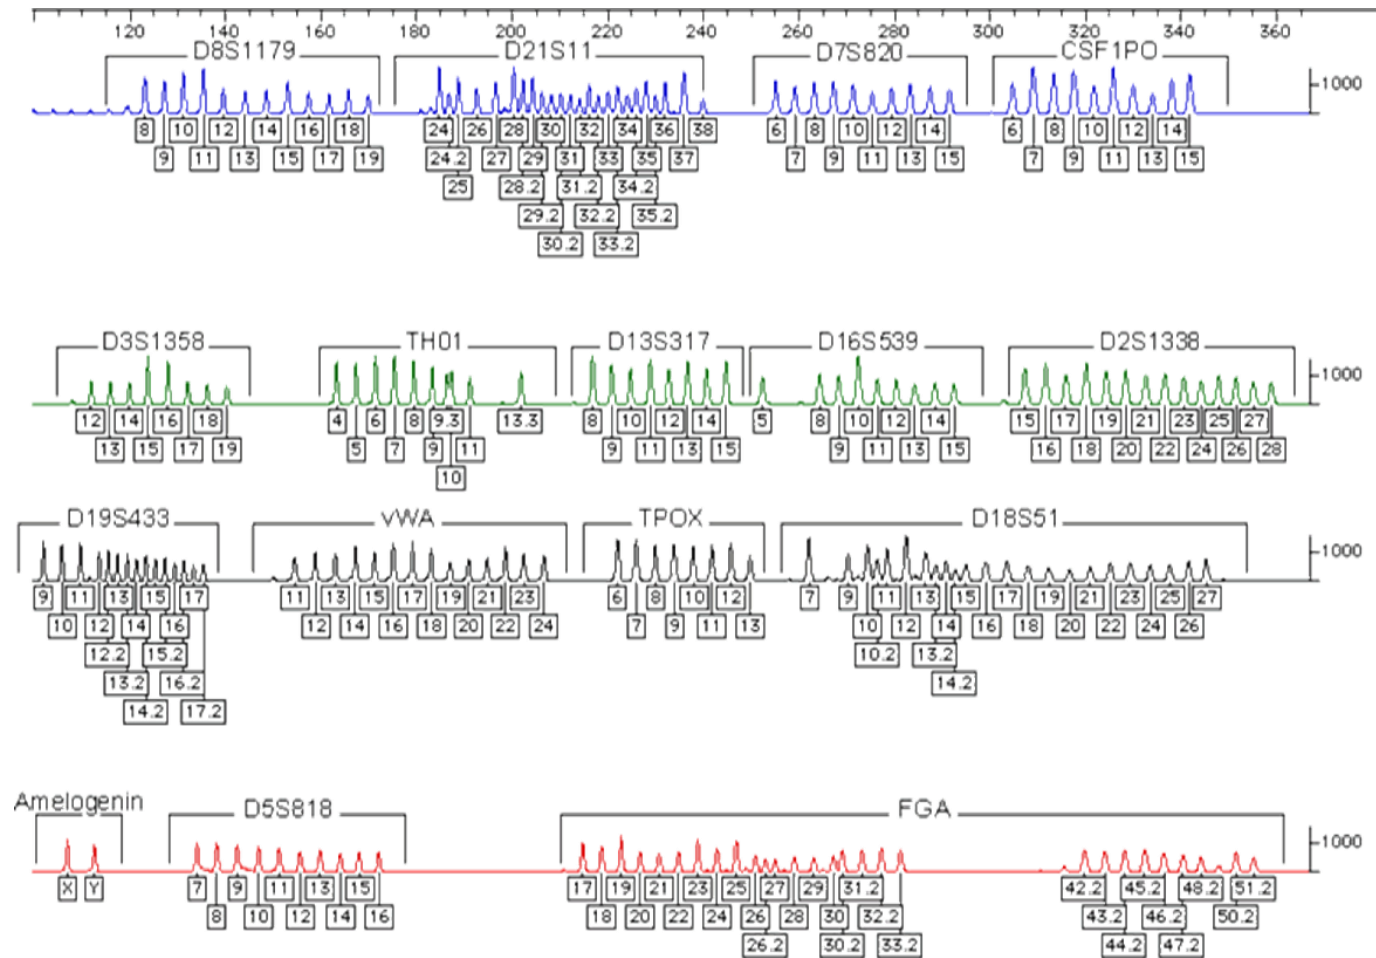 120 140 160 180 200 220 240 260 280 300 320 340 360
D8S1179 D21S11 D7S820 CSF1PO
1000
8 10 12 14 16 18 24 26 28 30 32 34 36 38 6 8 10 12 14 6 8 10 12 14
9 11 13 15 17 19 24.2 27 29 31 33 35 37 7 9 11 13 15 7 9 11 13 15
25 28.2 31.2 34.2
29.2 32.2 35.2
30.2 33.2
D3S1358 TH01 D13S317 D16S539 D2S1338
1000
12 14 16 18 4 6 8 9.3 13.3 8 10 12 14 5 8 10 12 14 15 17 19 21 23 25 27
13 15 17 19 5 7 9 11 9 11 13 15 9 11 13 15 16 18 20 22 24 26 28
10
D19S433 vWA TPOX D18S51
1000
9 11 13 15 17 11 13 15 17 19 21 23 6 8 10 12 7 9 11 13 15 17 19 21 23 25 27
10 12 14 16 12 14 16 18 20 22 24 7 9 11 13 10 12 14 16 18 20 22 24 26
12.2 15.2 10.2 13.2
13.2 16.2 14.2
14.2 17.2
Amelogenin D5S818 FGA
1000
X Y 7 9 11 13 15 17 19 21 23 25 27 29 31.2 42.2 45.2 48.2 51.2
8 10 12 14 16 18 20 22 24 26 28 30 32.2 43.2 46.2 50.2
26.2 30.2 33.2 44.2 47.2